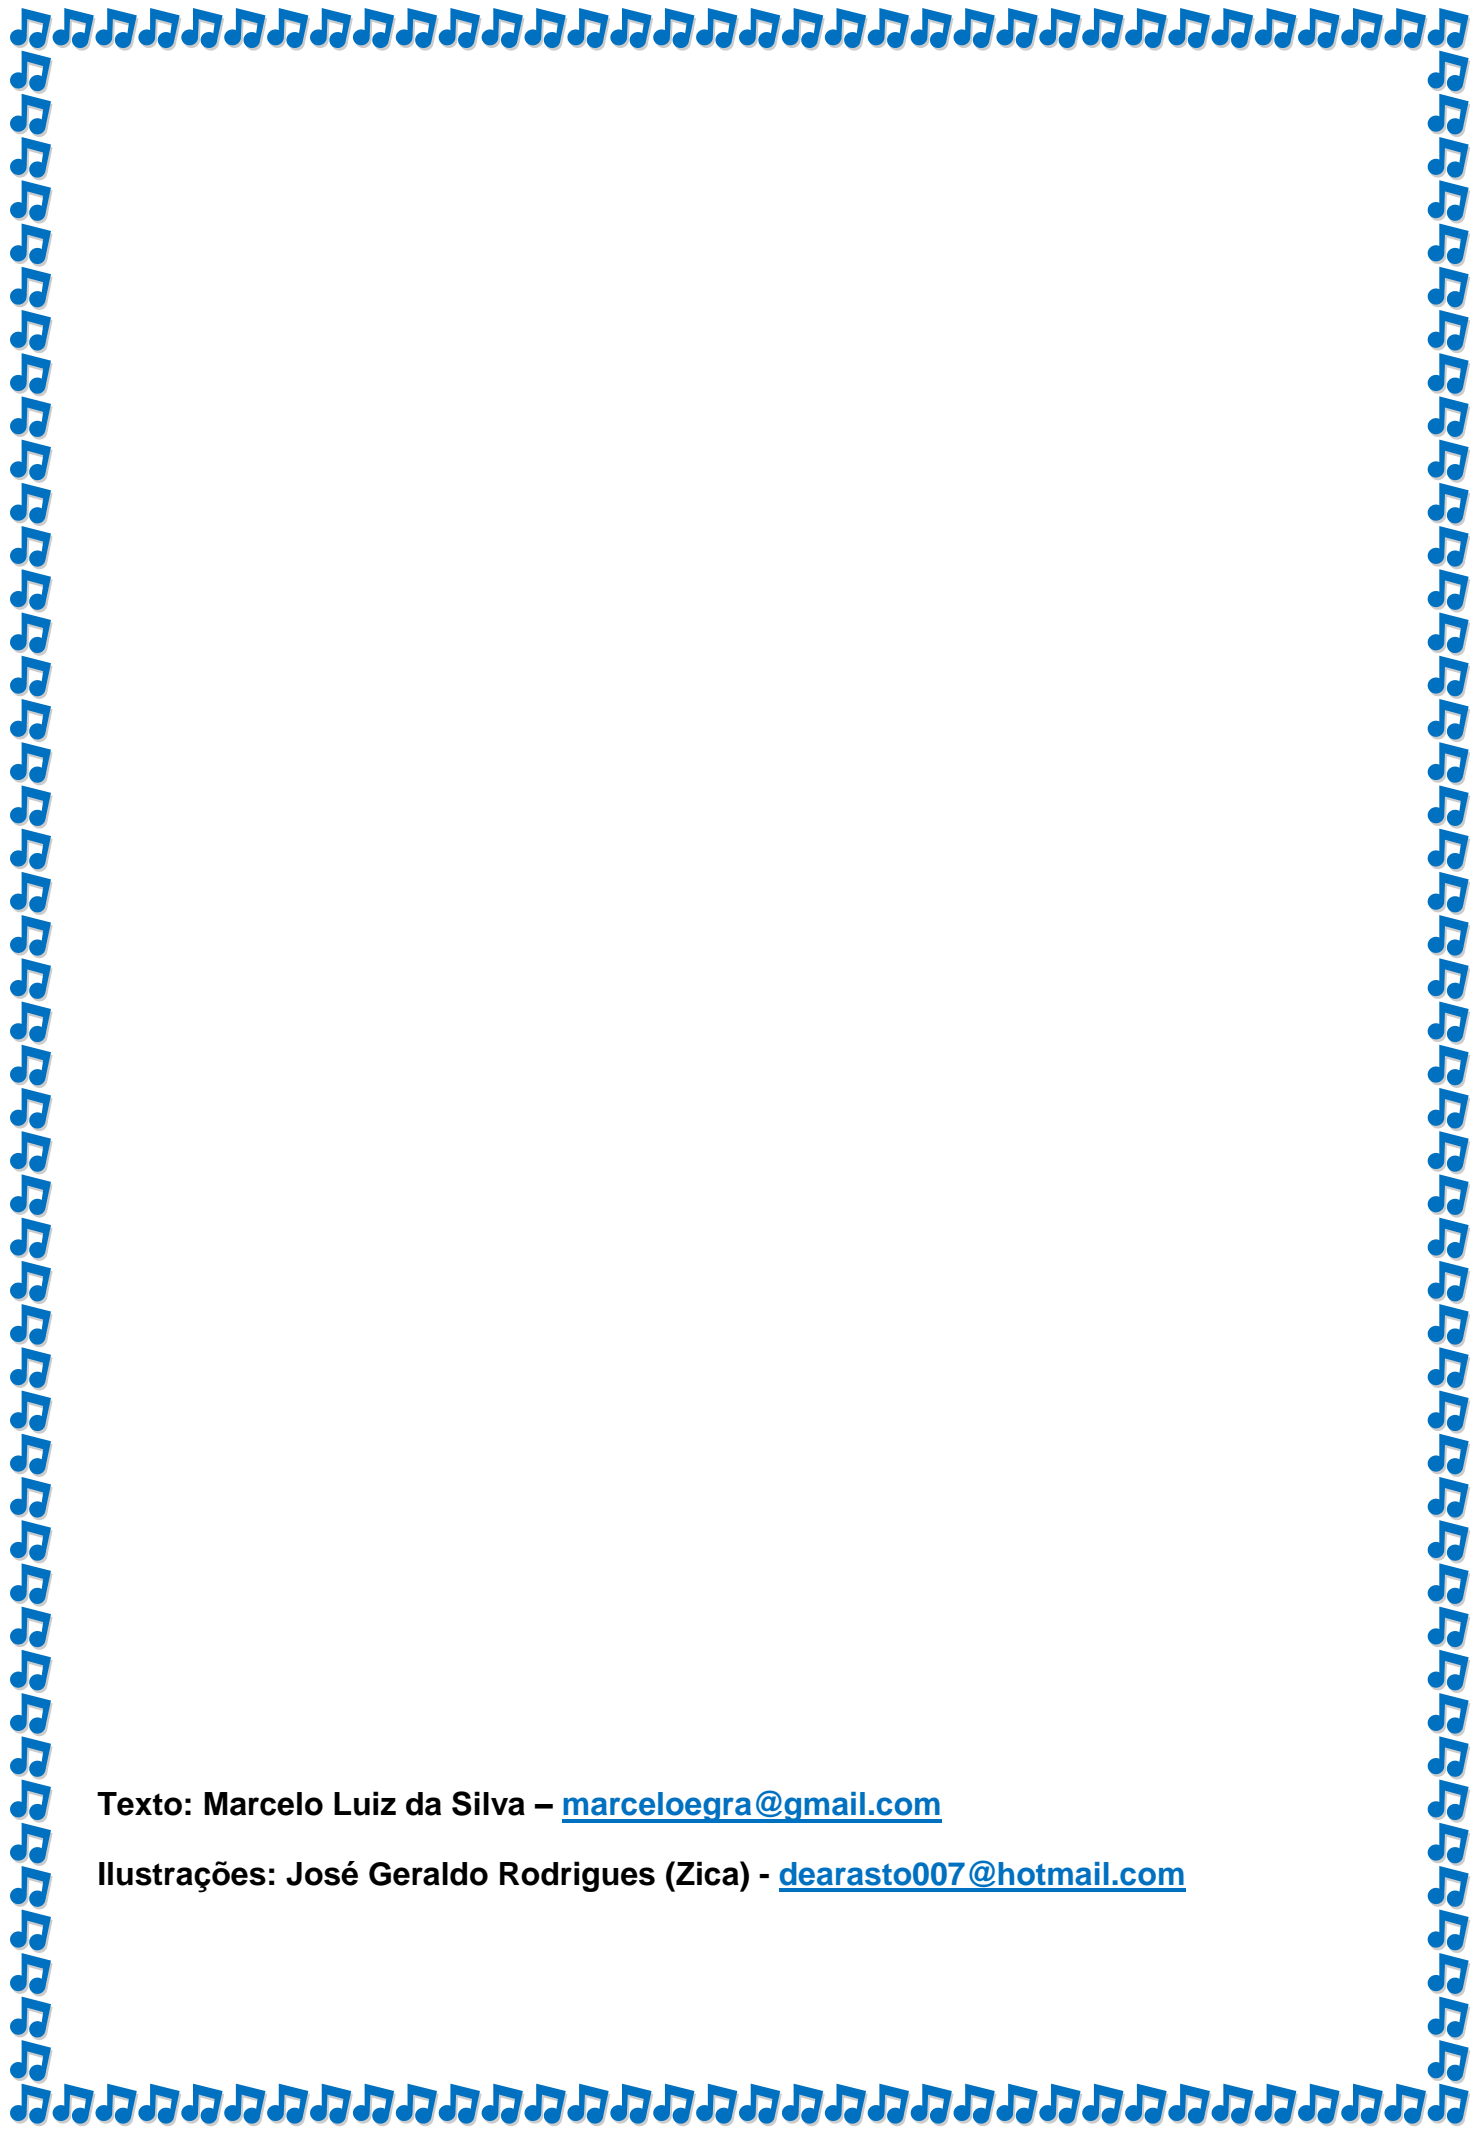 Texto: Marcelo Luiz da Silva – marceloegra@gmail.com
Ilustrações: José Geraldo Rodrigues (Zica) - dearasto007@hotmail.com